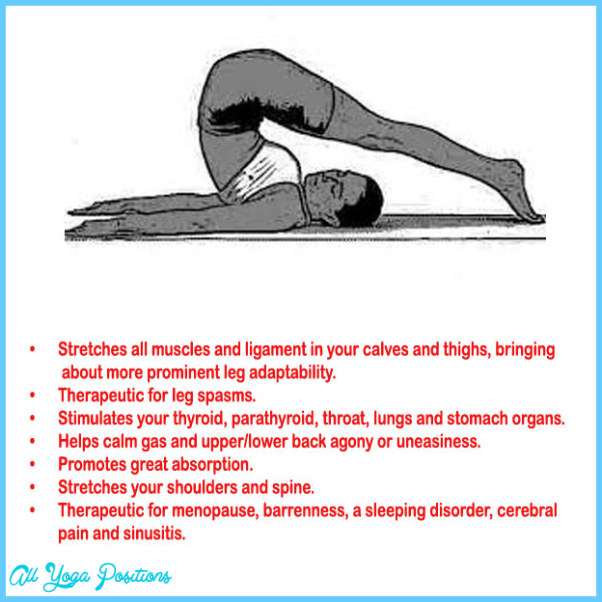 • Stretches all muscles and ligament in your calves and thighs, bringing
about more prominent leg adaptability.
• Therapeutic for leg spasms.
• Stimulates your thyroid, parathyroid, throat, lungs and stomach organs.
• Helps calm gas and upper/lower back agony or uneasiness.
• Promotes great absorption.
• Stretches your shoulders and spine.
• Therapeutic for menopause, barrenness, a sleeping disorder, cerebral
pain and sinusitis.
All Yoga Positions